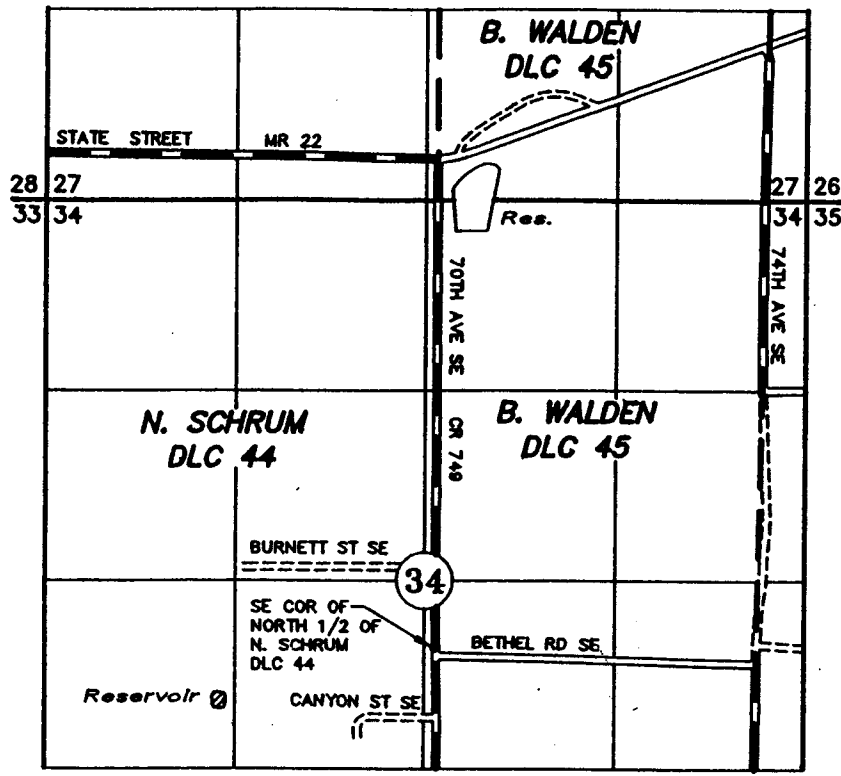 B. WALDEN
DLC 45
STATE STREET MR 22
28 27
33 34
27 26
34 35
Res.
70TH AVE SE CR 749
74TH AVE SE
N. SCHRUM
DLC 44
B. WALDEN
DLC 45
BURNETT ST SE
34
SE COR OF
NORTH 1/2 OF
N. SCHRUM
DLC 44
BETHEL RD SE
Reservoir
CANYON ST SE